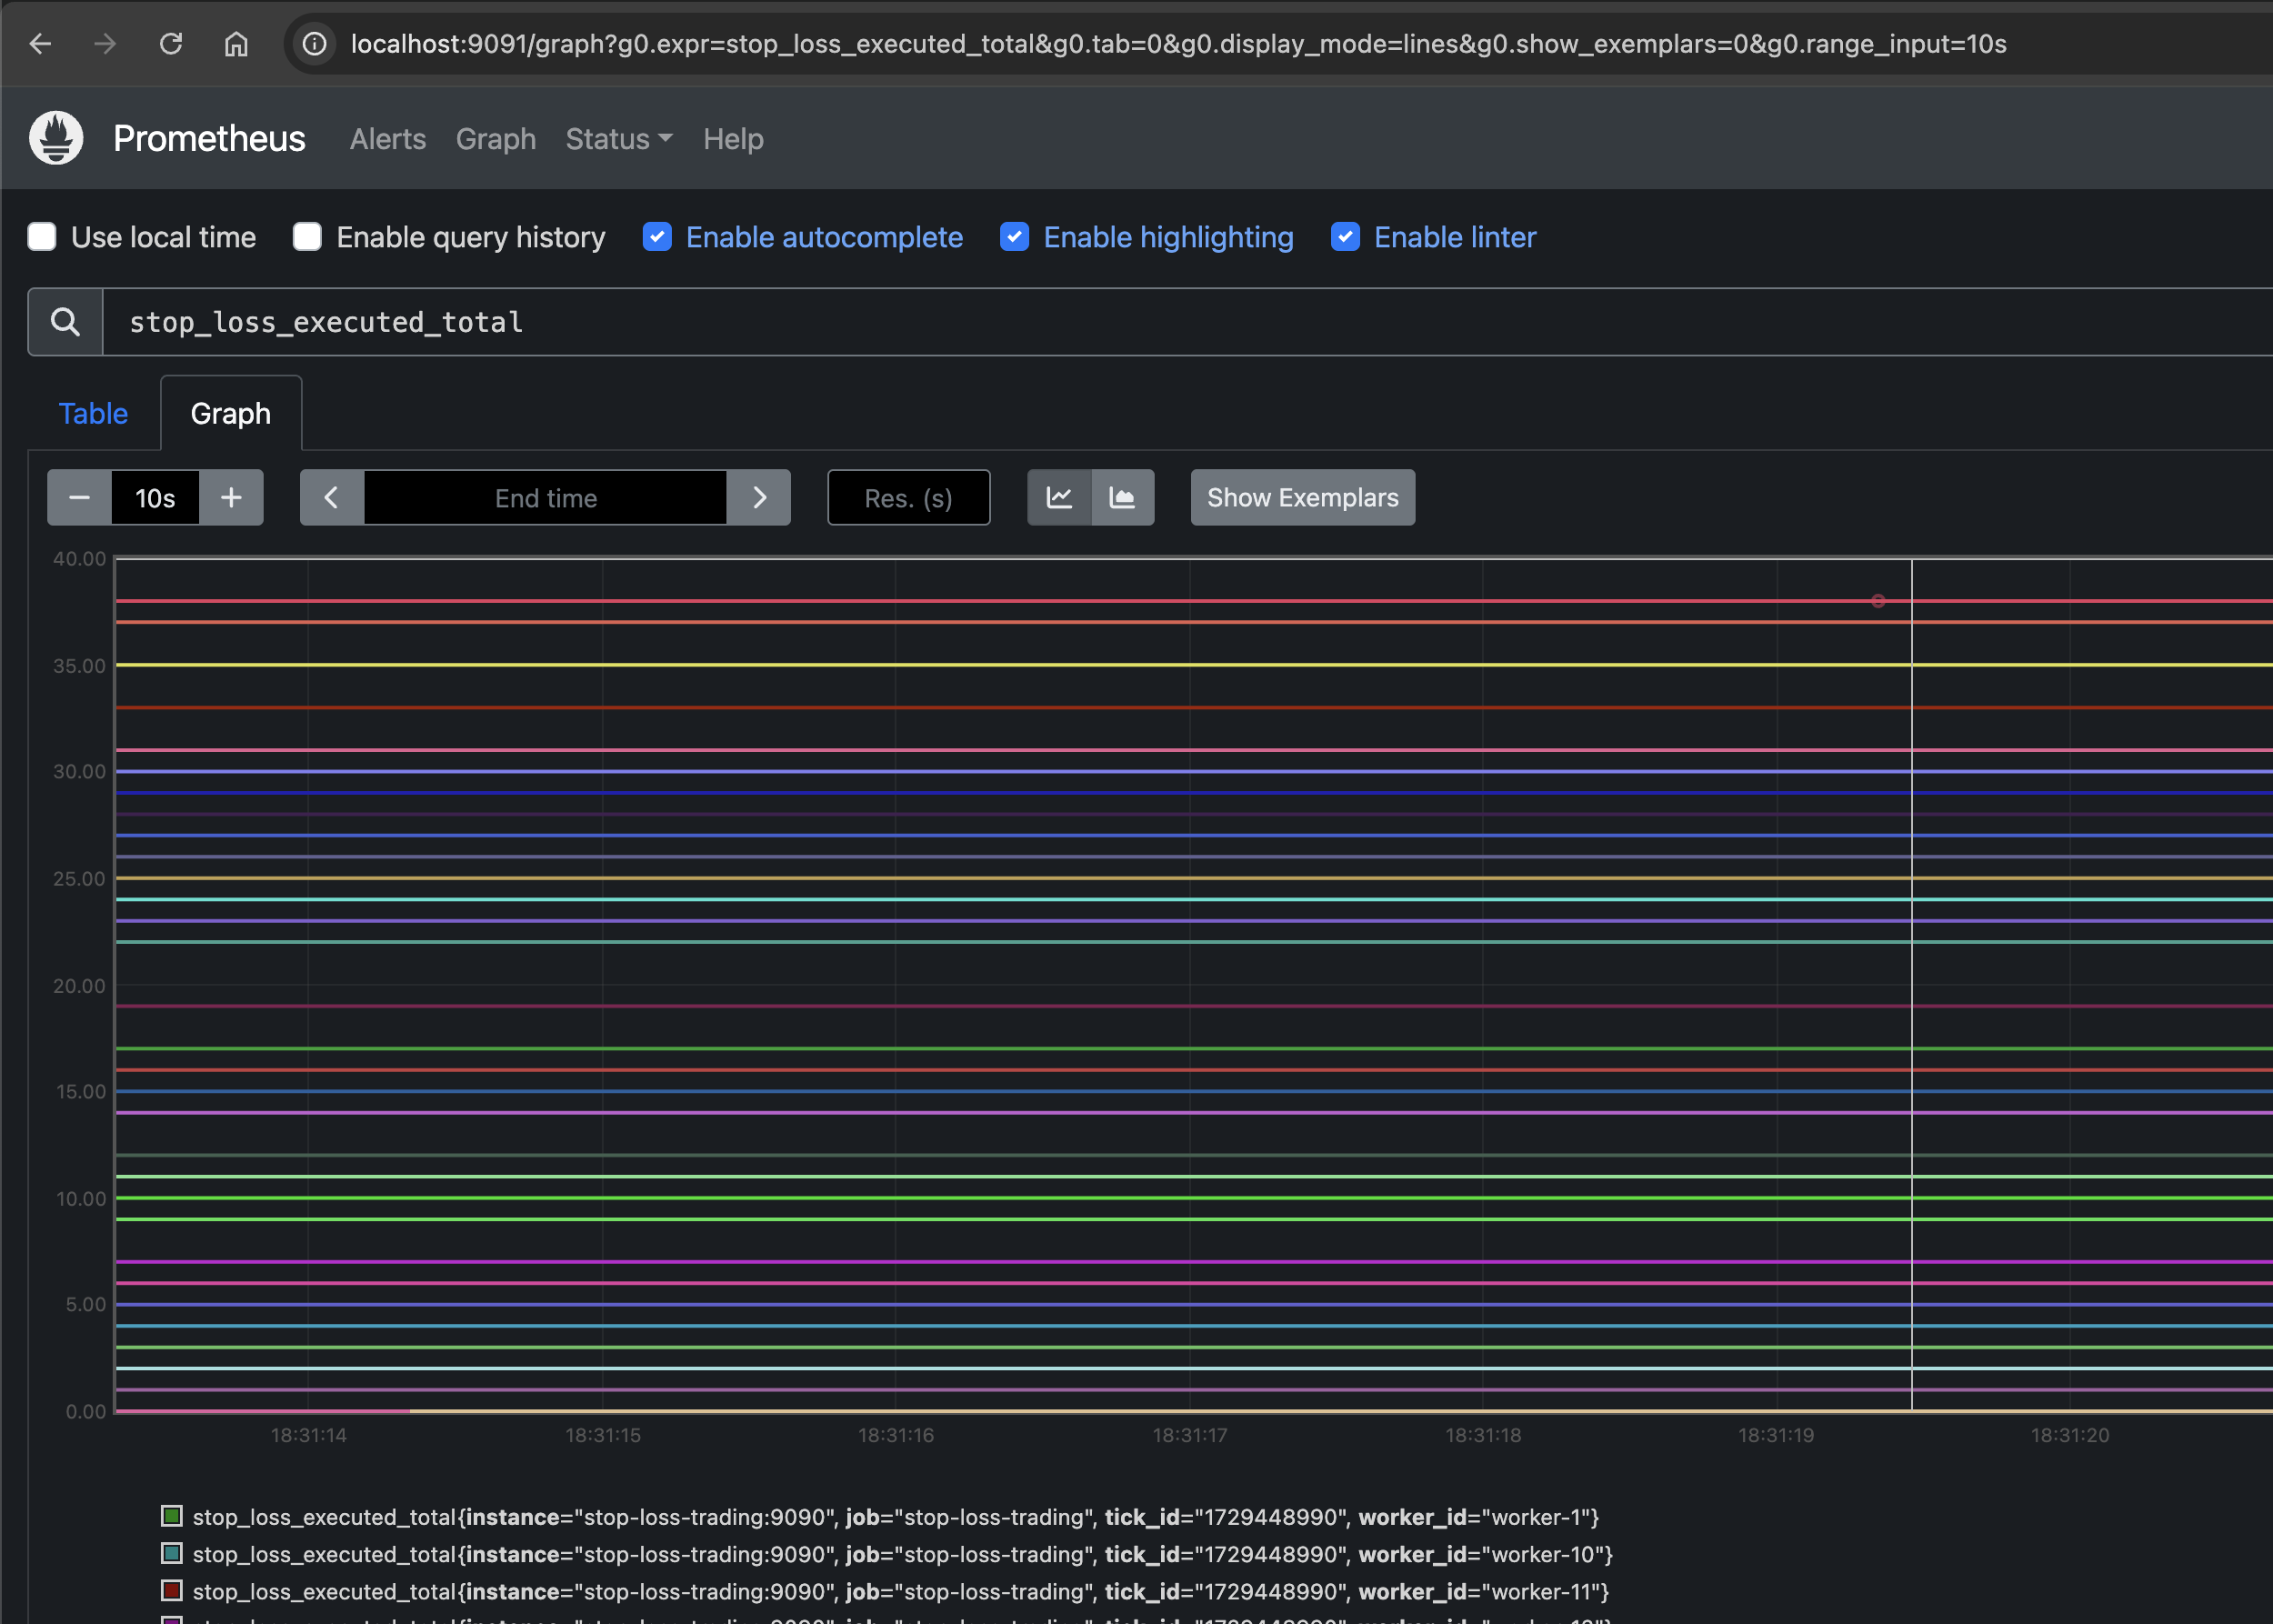 localhost:9091/graph?g0.expr=stop_loss_executed_total&g0.tab=0&g0.display_mode=lines&g0.show_exemplars=0&g0.range_input=10s
Prometheus Alerts Graph Status Help
Use local time Enable query history Enable autocomplete Enable highlighting Enable linter
stop_loss_executed_total
Table Graph
10s End time Res. (s) Show Exemplars
40.00
35.00
30.00
25.00
20.00
15.00
10.00
5.00
0.00
18:31:14 18:31:15 18:31:16 18:31:17 18:31:18 18:31:19 18:31:20
stop_loss_executed_total{instance="stop-loss-trading:9090", job="stop-loss-trading", tick_id="1729448990", worker_id="worker-1"}
stop_loss_executed_total{instance="stop-loss-trading:9090", job="stop-loss-trading", tick_id="1729448990", worker_id="worker-10"}
stop_loss_executed_total{instance="stop-loss-trading:9090", job="stop-loss-trading", tick_id="1729448990", worker_id="worker-11"}